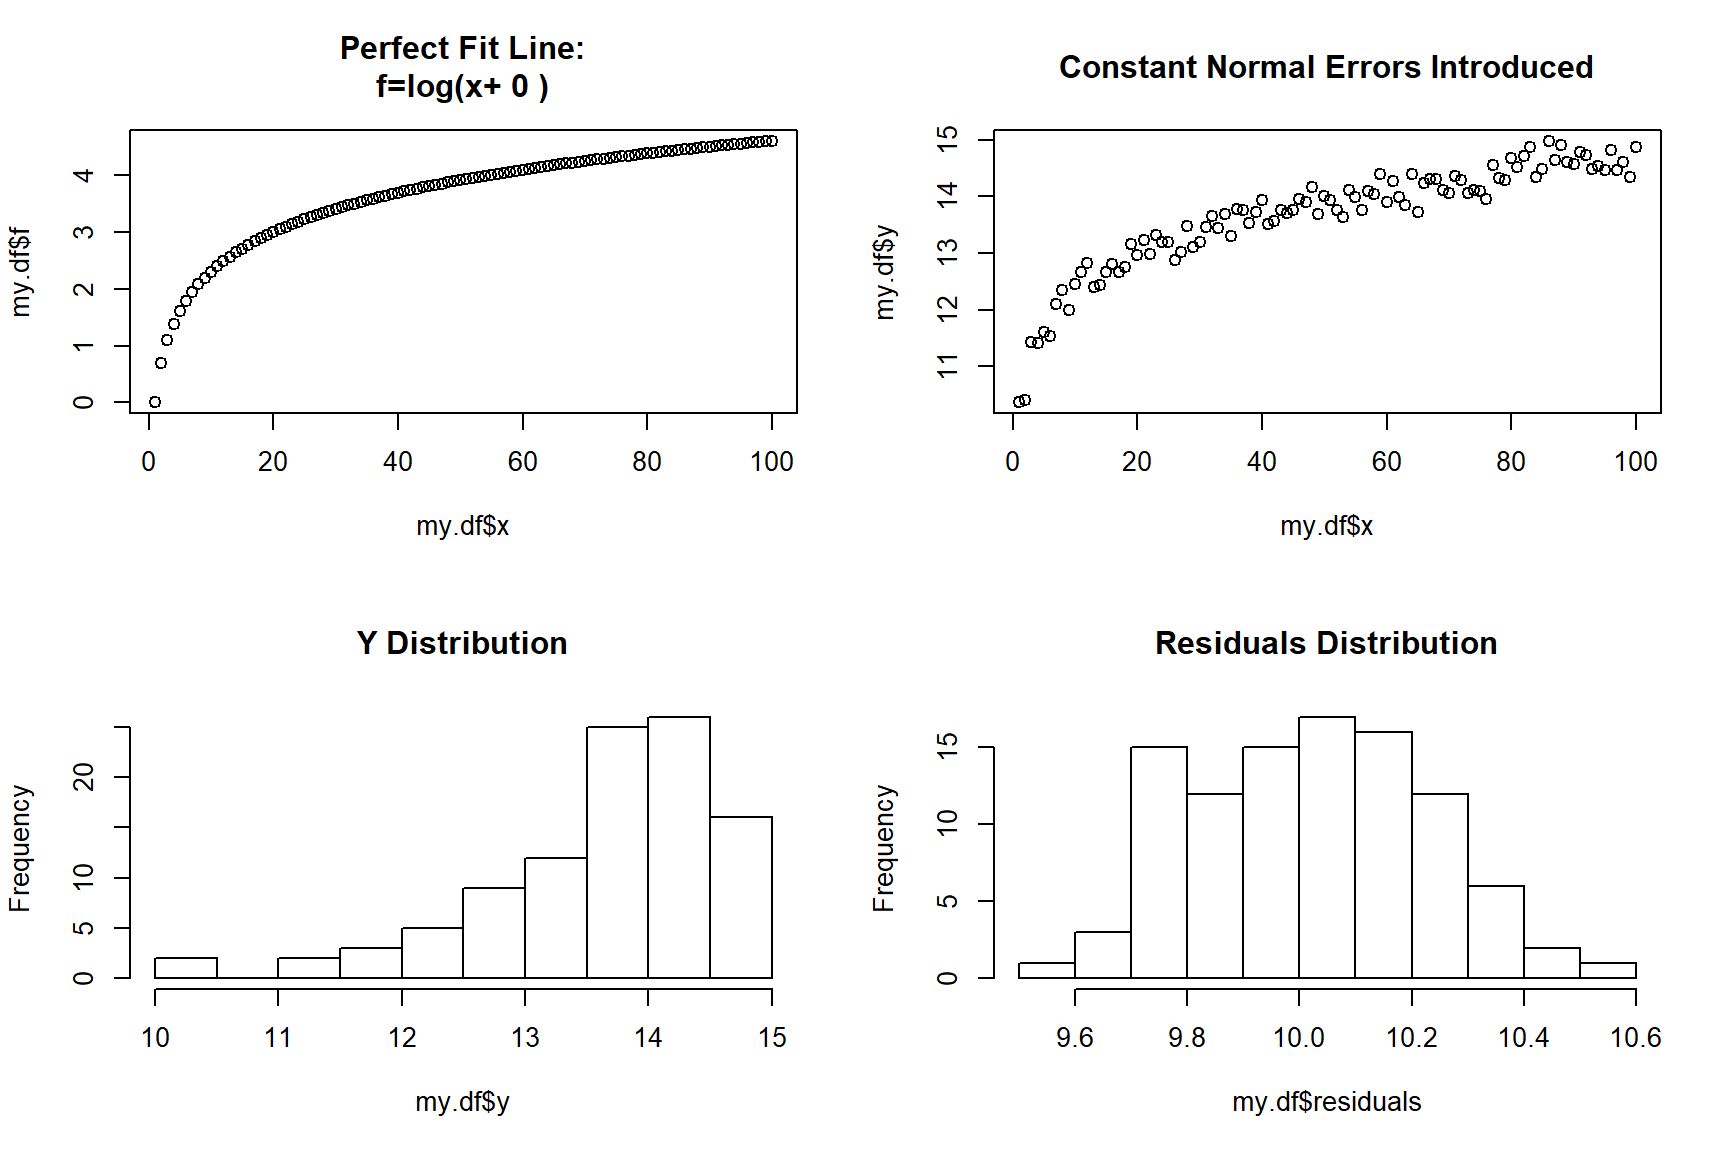 Perfect Fit Line:
f=log(x+ 0 )
my.df$f
0 1 2 3 4
0 20 40 60 80 100
my.df$x
Constant Normal Errors Introduced
my.df$y
11 12 13 14 15
0 20 40 60 80 100
my.df$x
Y Distribution
Frequency
0 5 10 20
10 11 12 13 14 15
my.df$y
Residuals Distribution
Frequency
0 5 10 15
9.6 9.8 10.0 10.2 10.4 10.6
my.df$residuals